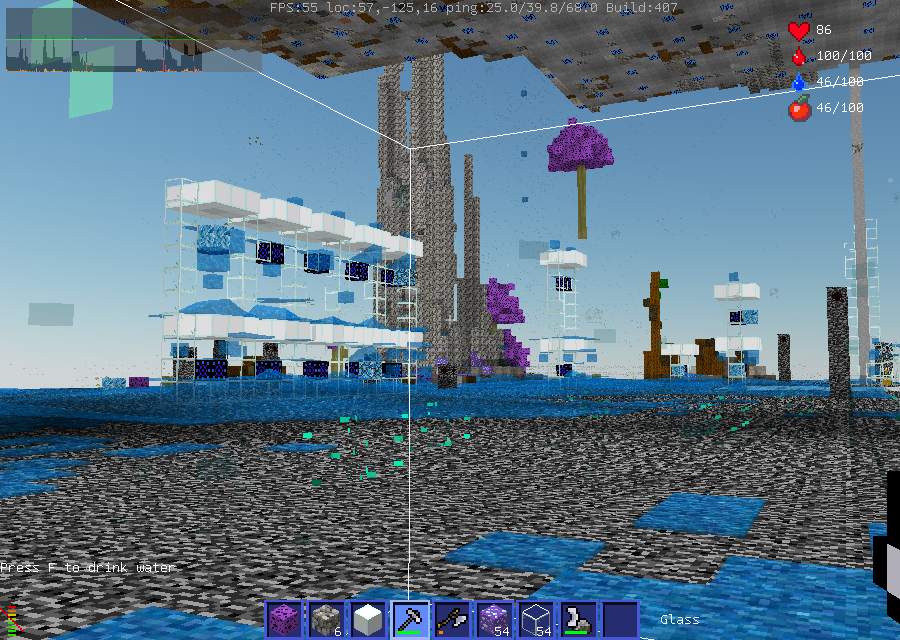 FPS:55 loc:57,-125,16 ping:25.0/39.8/68.0 Build:407
86
100/100
46/100
46/100
Press F to drink water
6
54
54
Glass